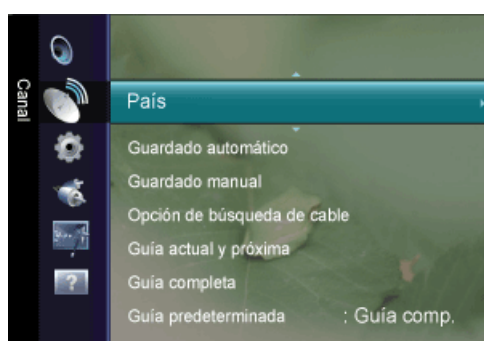 Canal
País
Guardado automático
Guardado manual
Opción de búsqueda de cable
Guía actual y próxima
Guía completa
Guía predeterminada : Guía comp.
?